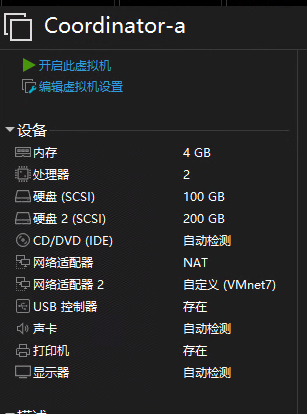 Coordinator-a
开启此虚拟机
编辑虚拟机设置
设备
内存 4 GB
处理器 2
硬盘 (SCSI) 100 GB
硬盘 2 (SCSI) 200 GB
CD/DVD (IDE) 自动检测
网络适配器 NAT
网络适配器 2 自定义 (VMnet7)
USB 控制器 存在
声卡 自动检测
打印机 存在
显示器 自动检测